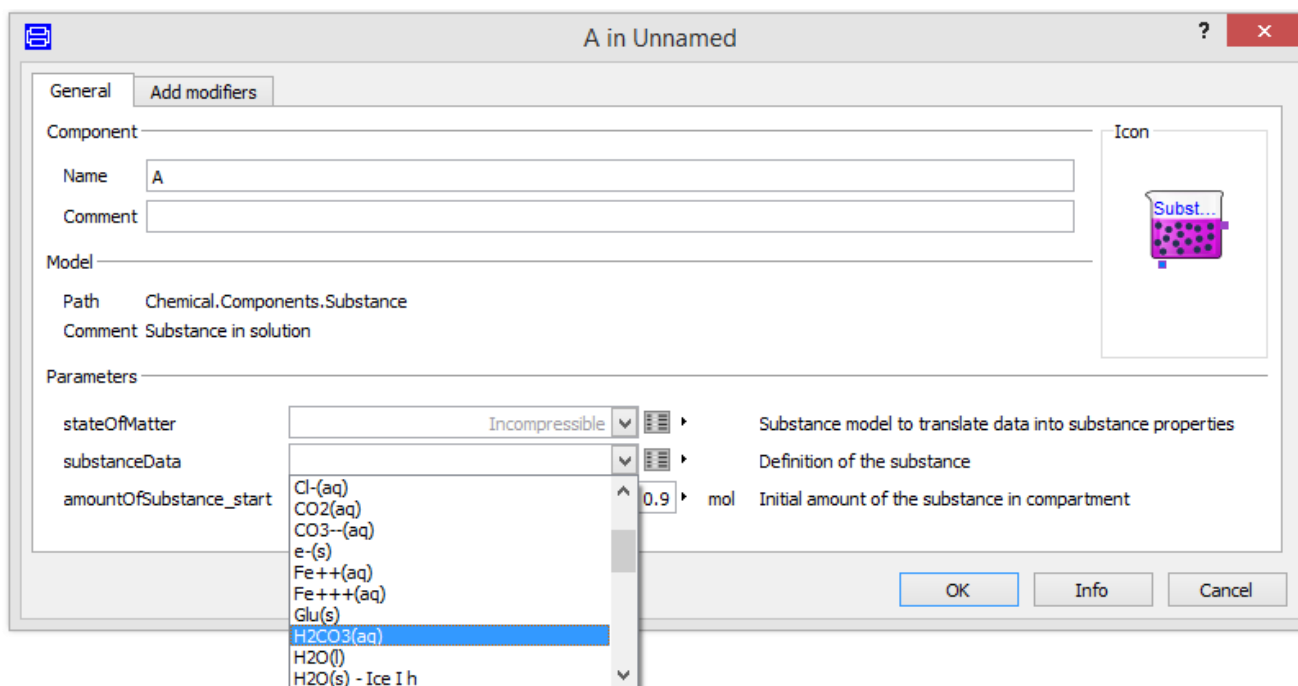 A in Unnamed
?
×
General
Add modifiers
Component
Icon
Name
A
Subst...
Comment
Model
Path Chemical.Components.Substance
Comment Substance in solution
Parameters
stateOfMatter Incompressible Substance model to translate data into substance properties
substanceData Definition of the substance
amountOfSubstance_start 0.9 mol Initial amount of the substance in compartment
Cl-(aq)
CO2(aq)
CO3--(aq)
e-(s)
Fe++(aq)
Fe+++(aq)
Glu(s)
H2CO3(aq)
H2O(l)
H2O(s) - Ice I h
OK
Info
Cancel